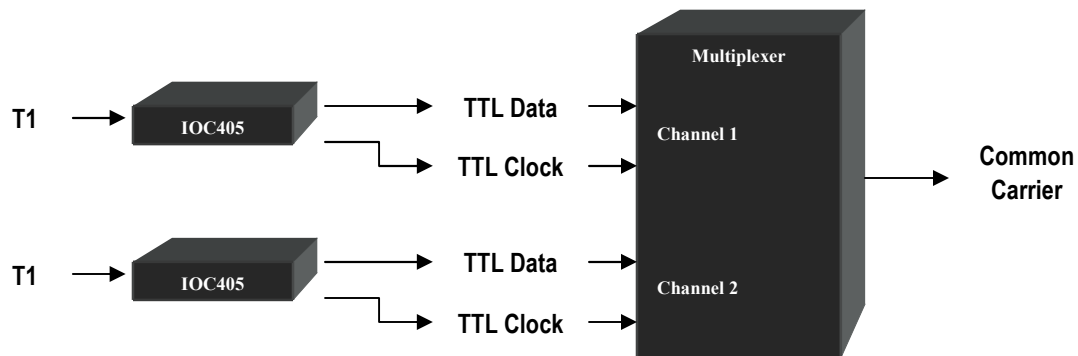 Multiplexer
T1
IOC405
TTL Data
TTL Clock
Channel 1
Common
Carrier
T1
IOC405
TTL Data
TTL Clock
Channel 2